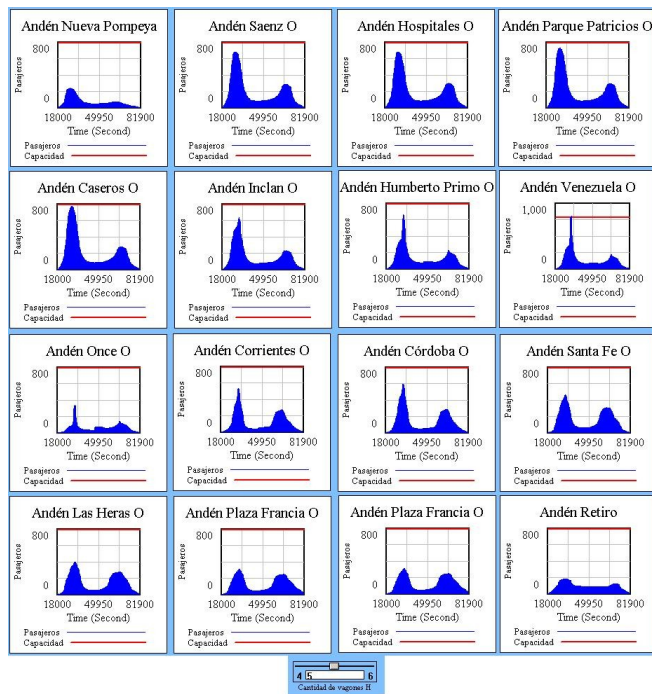 Andén Nueva Pompeya
800
Pasajeros
0
18000 49950 81900
Time (Second)
Pasajeros
Capacidad
Andén Saenz O
800
Pasajeros
0
18000 49950 81900
Time (Second)
Pasajeros
Capacidad
Andén Hospitales O
800
Pasajeros
0
18000 49950 81900
Time (Second)
Pasajeros
Capacidad
Andén Parque Patricios O
800
Pasajeros
0
18000 49950 81900
Time (Second)
Pasajeros
Capacidad
Andén Caseros O
800
Pasajeros
0
18000 49950 81900
Time (Second)
Pasajeros
Capacidad
Andén Inclan O
800
Pasajeros
0
18000 49950 81900
Time (Second)
Pasajeros
Capacidad
Andén Humberto Primo O
800
Pasajeros
0
18000 49950 81900
Time (Second)
Pasajeros
Capacidad
Andén Venezuela O
1,000
Pasajeros
0
18000 49950 81900
Time (Second)
Pasajeros
Capacidad
Andén Once O
800
Pasajeros
0
18000 49950 81900
Time (Second)
Pasajeros
Capacidad
Andén Corrientes O
800
Pasajeros
0
18000 49950 81900
Time (Second)
Pasajeros
Capacidad
Andén Córdoba O
800
Pasajeros
0
18000 49950 81900
Time (Second)
Pasajeros
Capacidad
Andén Santa Fe O
800
Pasajeros
0
18000 49950 81900
Time (Second)
Pasajeros
Capacidad
Andén Las Heras O
800
Pasajeros
0
18000 49950 81900
Time (Second)
Pasajeros
Capacidad
Andén Plaza Francia O
800
Pasajeros
0
18000 49950 81900
Time (Second)
Pasajeros
Capacidad
Andén Plaza Francia O
800
Pasajeros
0
18000 49950 81900
Time (Second)
Pasajeros
Capacidad
Andén Retiro
800
Pasajeros
0
18000 49950 81900
Time (Second)
Pasajeros
Capacidad
4 5 6
Cantidad de vagones H